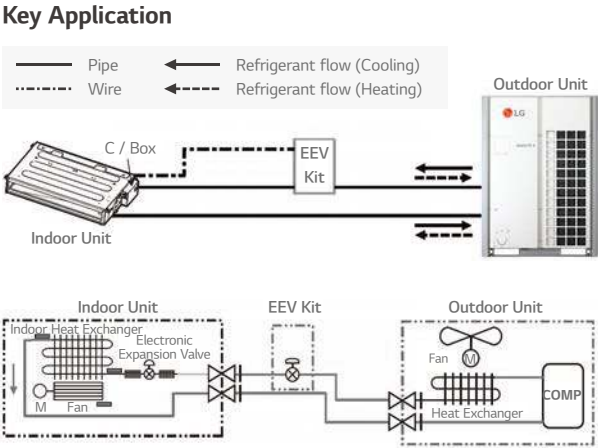 Key Application
Pipe
Refrigerant flow (Cooling)
Wire
Refrigerant flow (Heating)
Outdoor Unit
LG
C / Box
EEV
Kit
Indoor Unit
Indoor Unit
EEV Kit
Outdoor Unit
Indoor Heat Exchanger
Electronic
Expansion Valve
Fan
M
COMP
M
Fan
Heat Exchanger